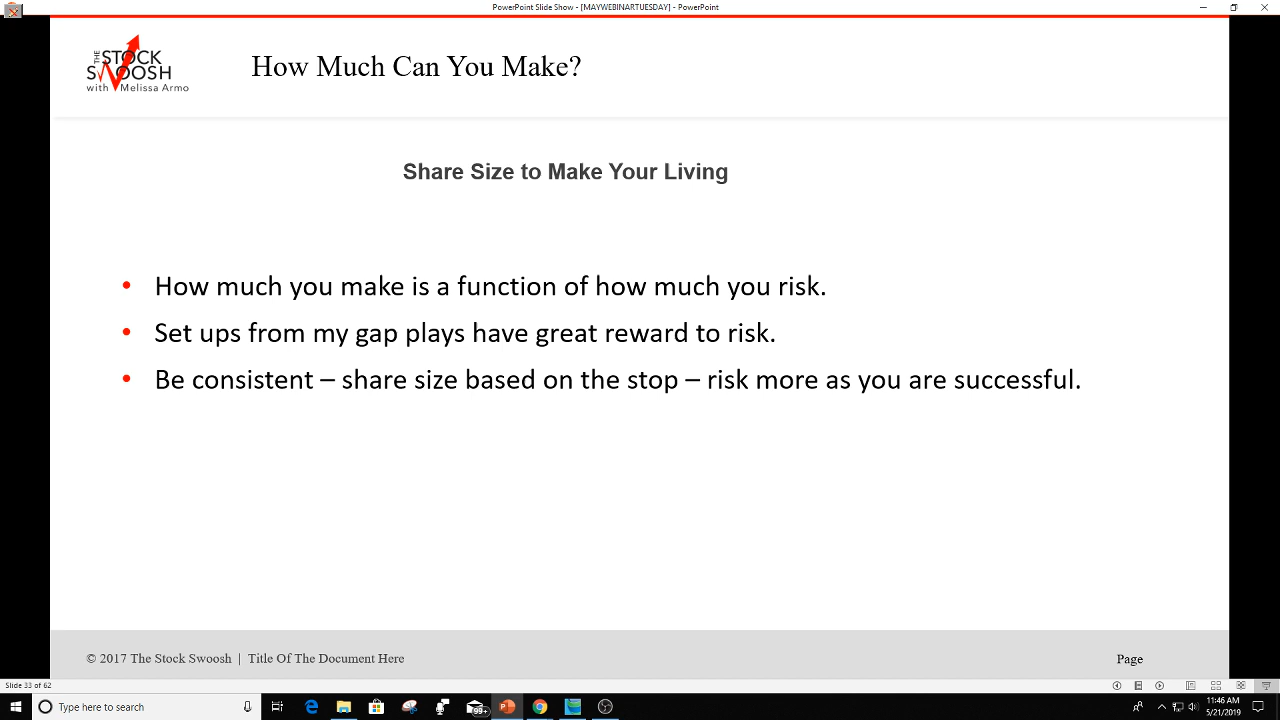 PowerPoint Slide Show - [MAYWEBINARTUESDAY] - PowerPoint
THE STOCK
SWOOSH
with Melissa Armo
How Much Can You Make?
Share Size to Make Your Living
• How much you make is a function of how much you risk.
• Set ups from my gap plays have great reward to risk.
• Be consistent – share size based on the stop – risk more as you are successful.
© 2017 The Stock Swoosh | Title Of The Document Here
Page
Slide 33 of 62
Type here to search
99+
11:46 AM
5/21/2019